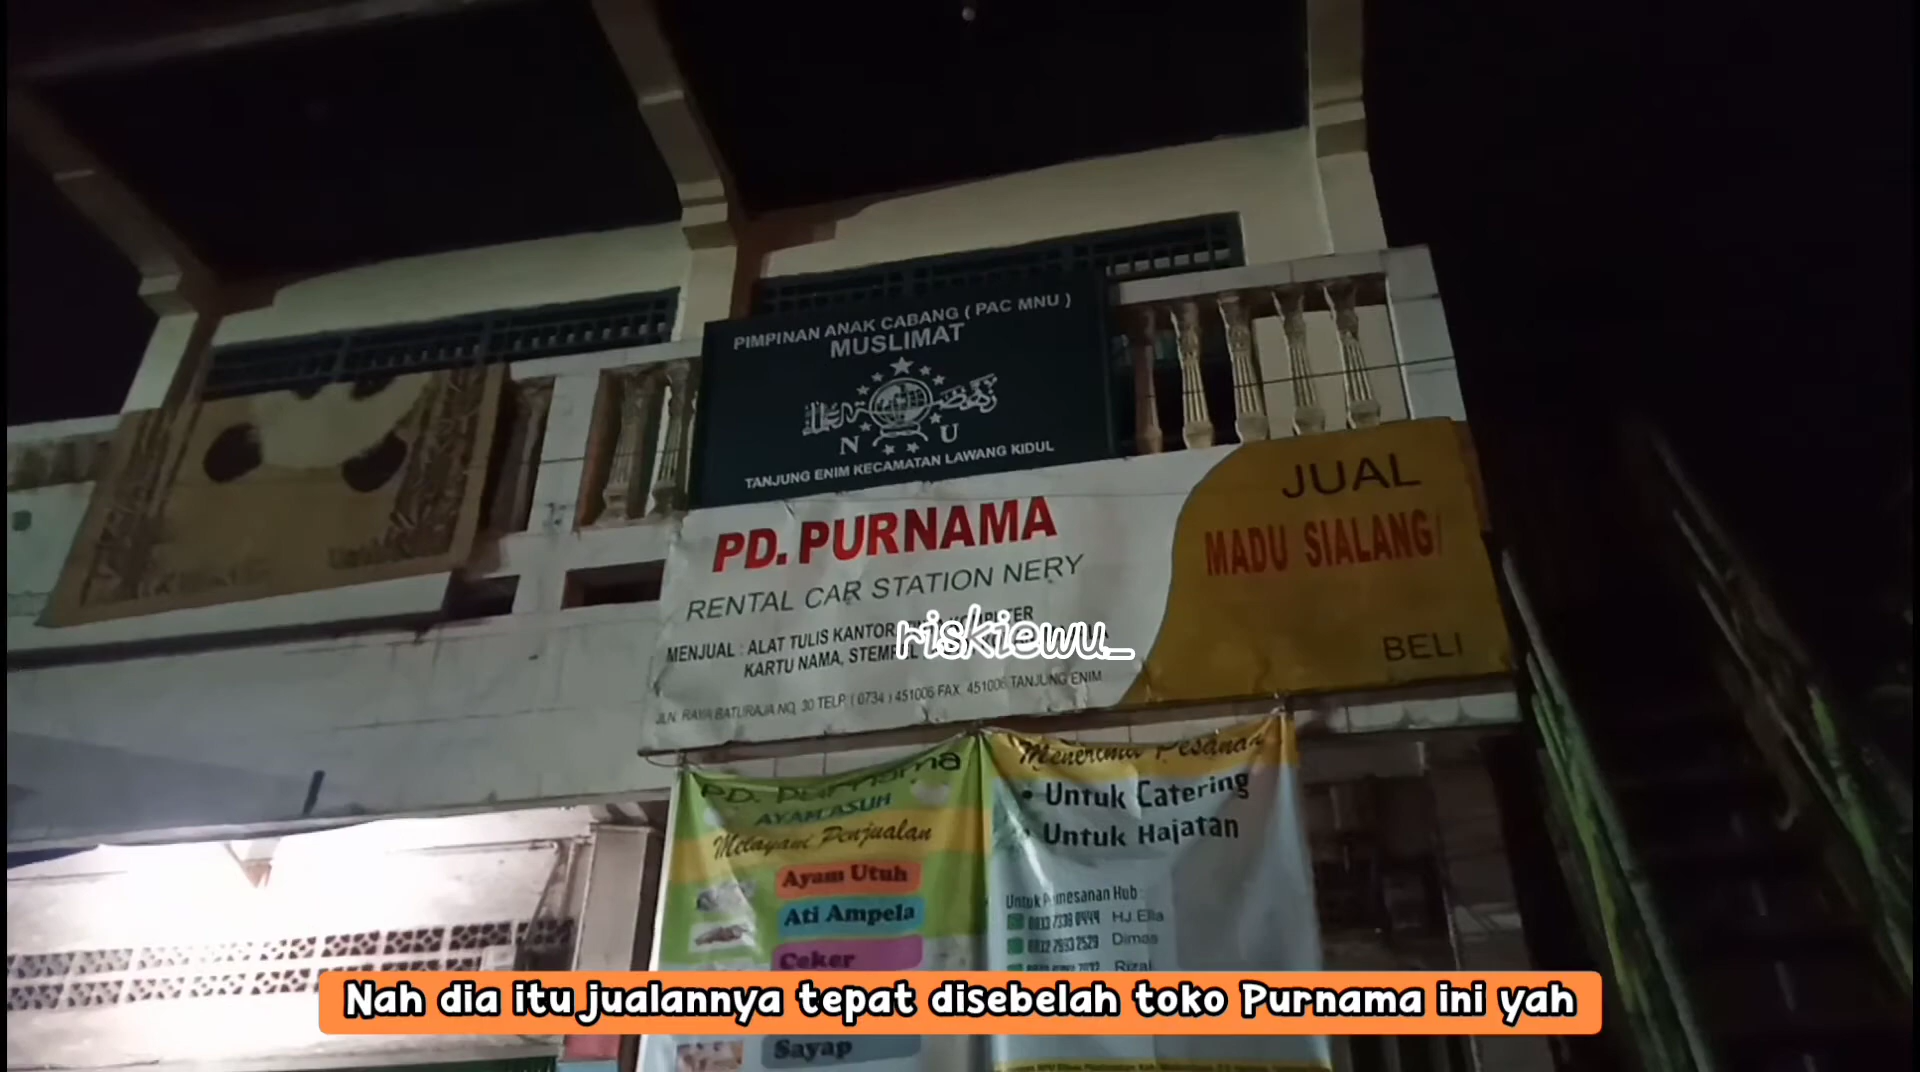 PIMPINAN ANAK CABANG ( PAC MNU )
MUSLIMAT
N U
TANJUNG ENIM KECAMATAN LAWANG KIDUL
PD. PURNAMA
RENTAL CAR STATION NERY
MENJUAL : ALAT TULIS KANTOR
KARTU NAMA, STEMPEL
JLN. RAYA BATURAJA NO. 30 TELP. ( 0734 ) 451006 FAX. 451006 TANJUNG ENIM
JUAL
MADU SIALANG/
BELI
riskiewu_
PD. Purnama
AYAM ASUH
Melayani Penjualan
Ayam Utuh
Ati Ampela
Ceker
Sayap
Menerima Pesanan
• Untuk Catering
• Untuk Hajatan
Untuk Pemesanan Hub :
HJ. Ella
Dimas
Rizal
Nah dia itu jualannya tepat disebelah toko Purnama ini yah